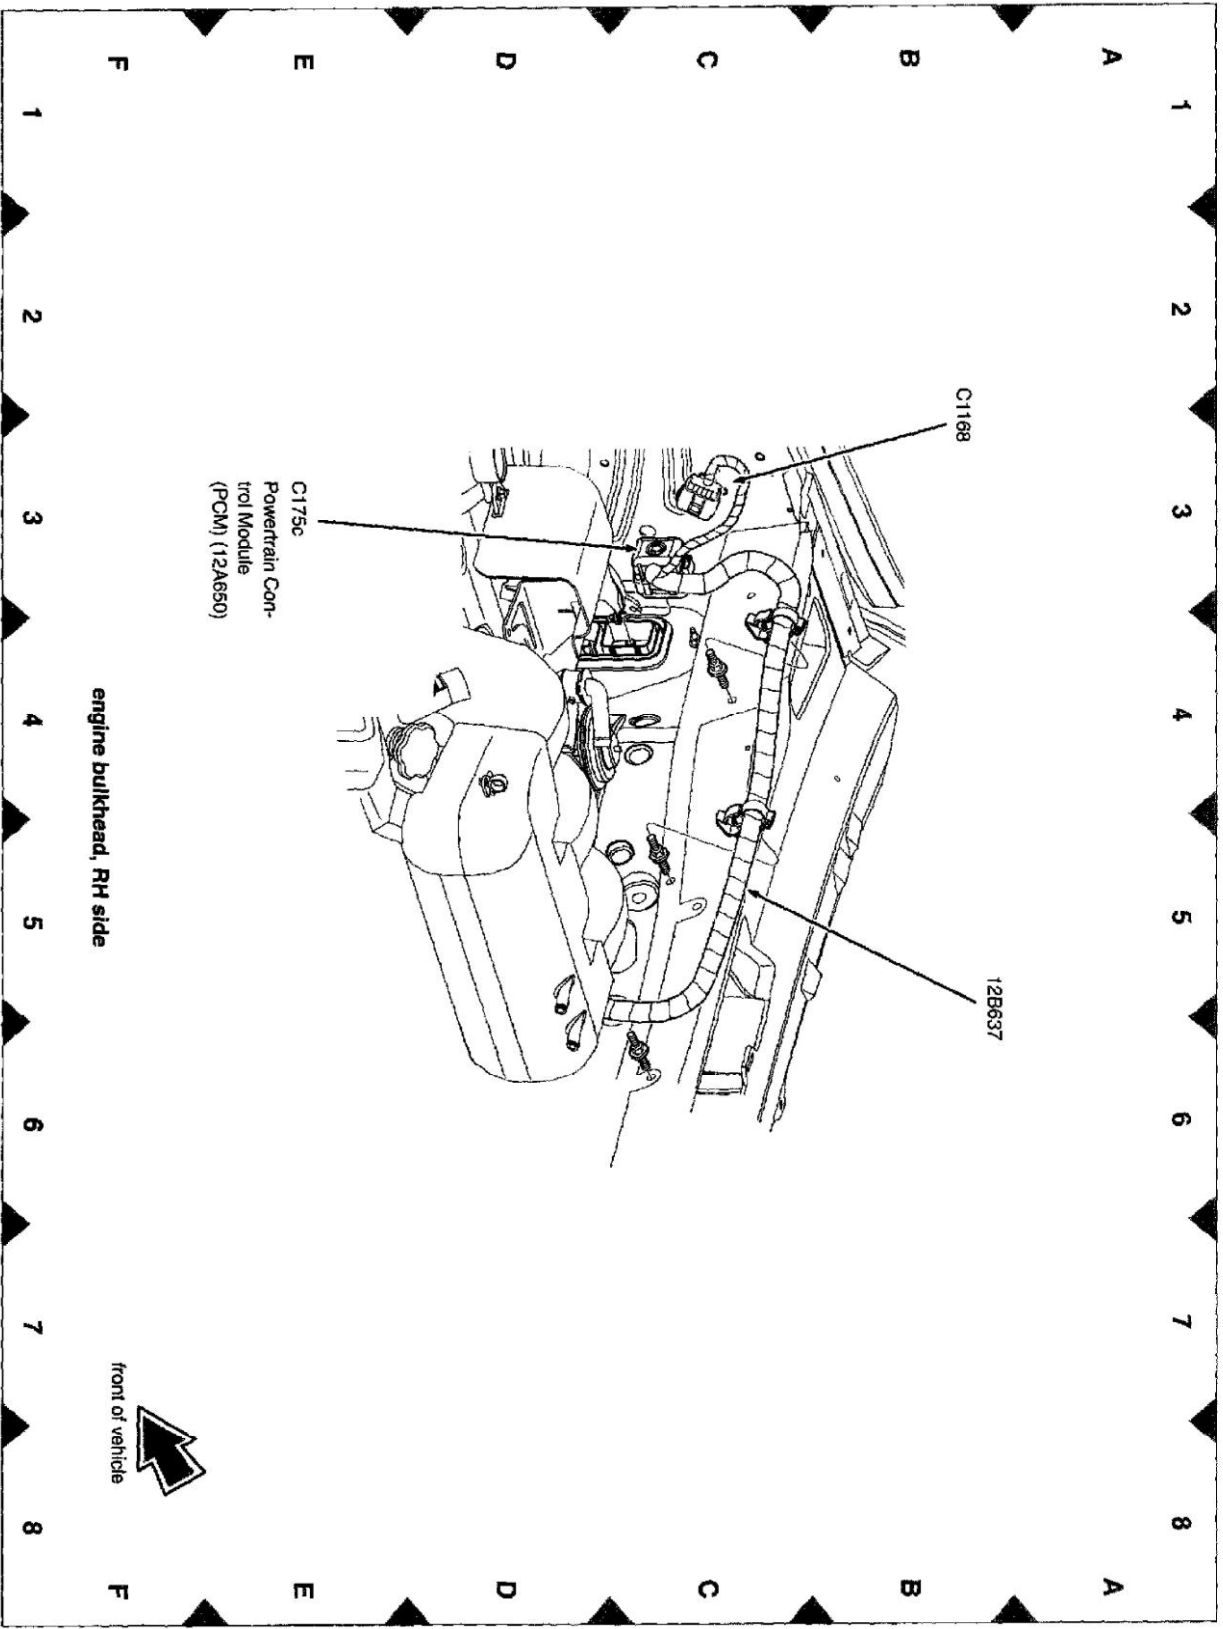 1 2 3 4 5 6 7 8
A A
B B
C C
D D
E E
F F
C1168
12B637
C175c
Powertrain Con-
trol Module
(PCM) (12A650)
engine bulkhead, RH side
front of vehicle
1 2 3 4 5 6 7 8